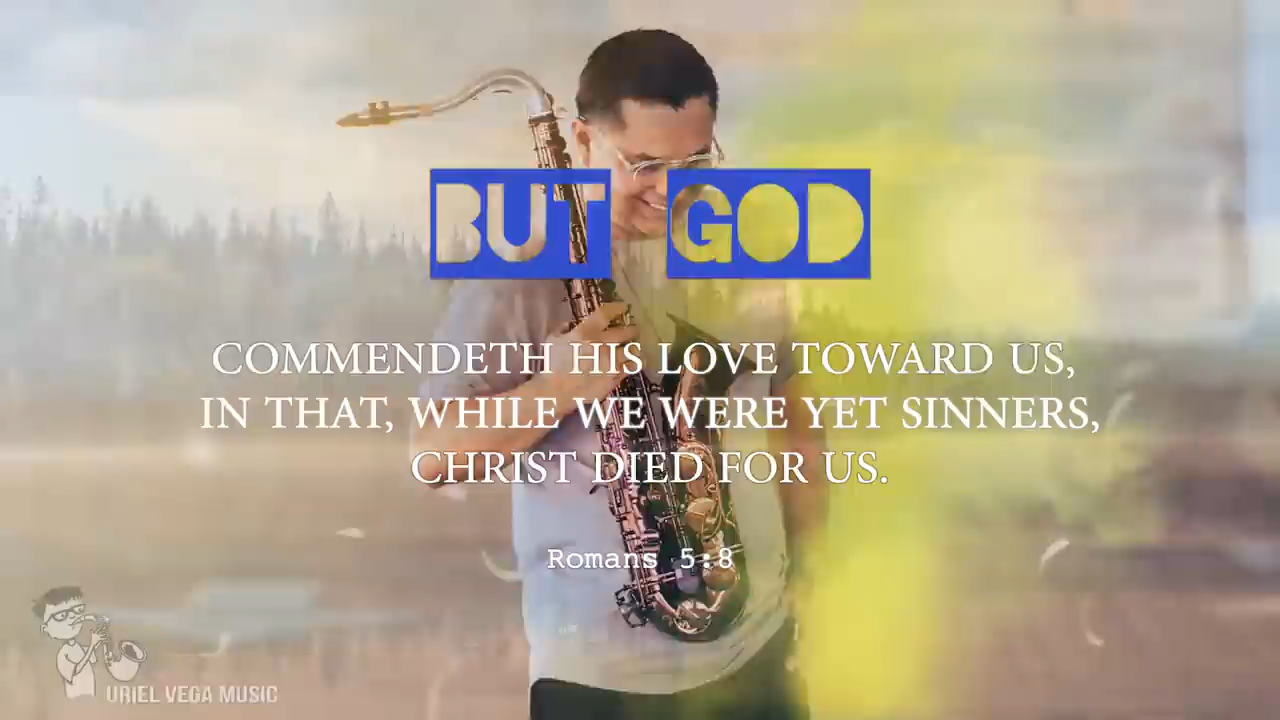 BUT GOD
COMMENDETH HIS LOVE TOWARD US,
IN THAT, WHILE WE WERE YET SINNERS,
CHRIST DIED FOR US.
Romans 5:8
URIEL VEGA MUSIC